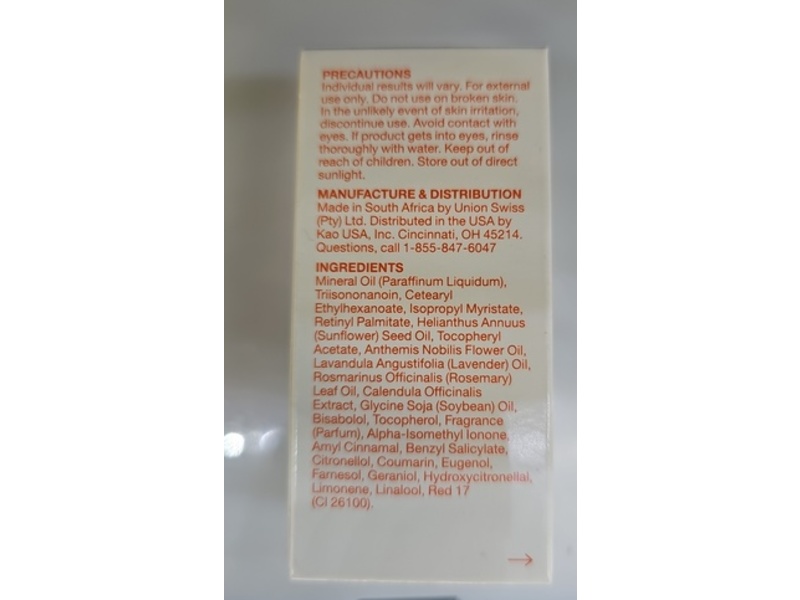 PRECAUTIONS
Individual results will vary. For external
use only. Do not use on broken skin.
In the unlikely event of skin irritation,
discontinue use. Avoid contact with
eyes. If product gets into eyes, rinse
thoroughly with water. Keep out of
reach of children. Store out of direct
sunlight.
MANUFACTURE & DISTRIBUTION
Made in South Africa by Union Swiss
(Pty) Ltd. Distributed in the USA by
Kao USA, Inc. Cincinnati, OH 45214.
Questions, call 1-855-847-6047
INGREDIENTS
Mineral Oil (Paraffinum Liquidum),
Triisononanoin, Cetearyl
Ethylhexanoate, Isopropyl Myristate,
Retinyl Palmitate, Helianthus Annuus
(Sunflower) Seed Oil, Tocopheryl
Acetate, Anthemis Nobilis Flower Oil,
Lavandula Angustifolia (Lavender) Oil,
Rosmarinus Officinalis (Rosemary)
Leaf Oil, Calendula Officinalis
Extract, Glycine Soja (Soybean) Oil,
Bisabolol, Tocopherol, Fragrance
(Parfum), Alpha-Isomethyl Ionone,
Amyl Cinnamal, Benzyl Salicylate,
Citronellol, Coumarin, Eugenol,
Farnesol, Geraniol, Hydroxycitronellal,
Limonene, Linalool, Red 17
(CI 26100).